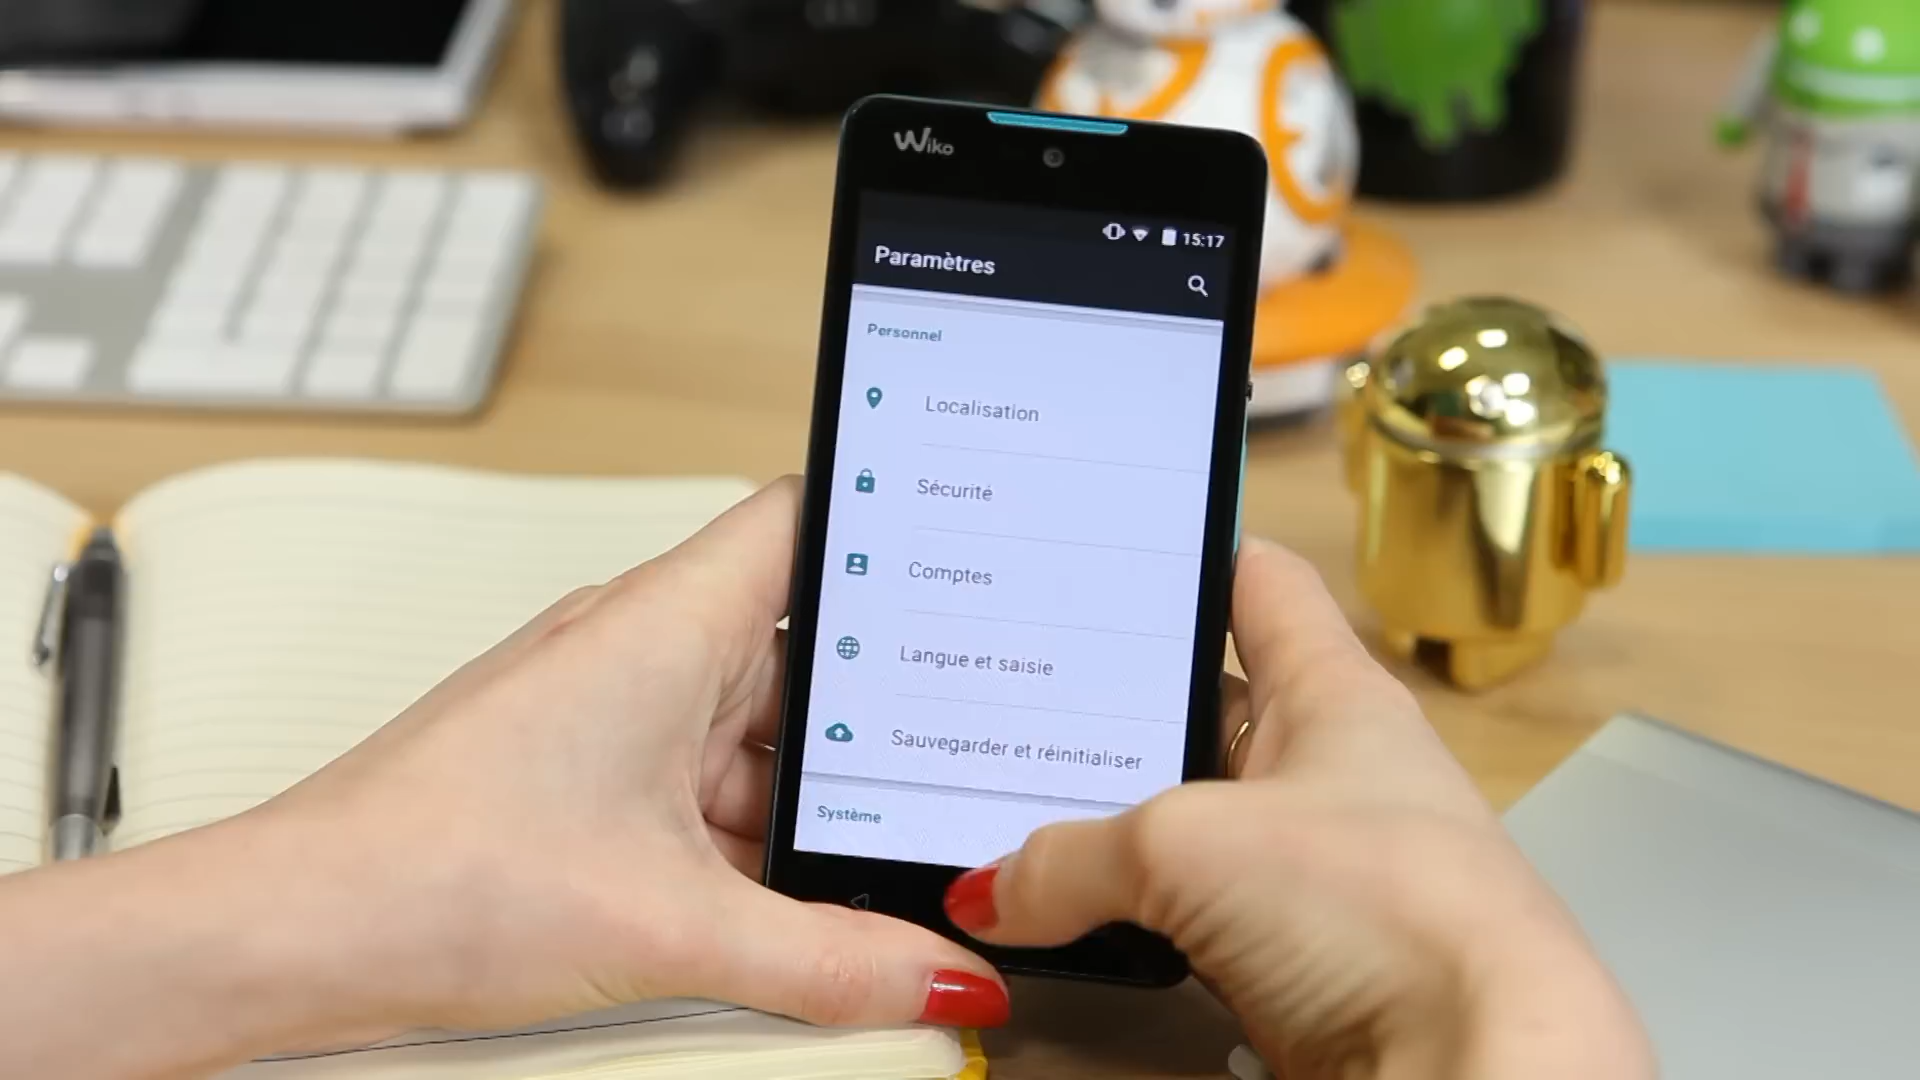 Wiko
15:17
Paramètres
Personnel
Localisation
Sécurité
Comptes
Langue et saisie
Sauvegarder et réinitialiser
Système